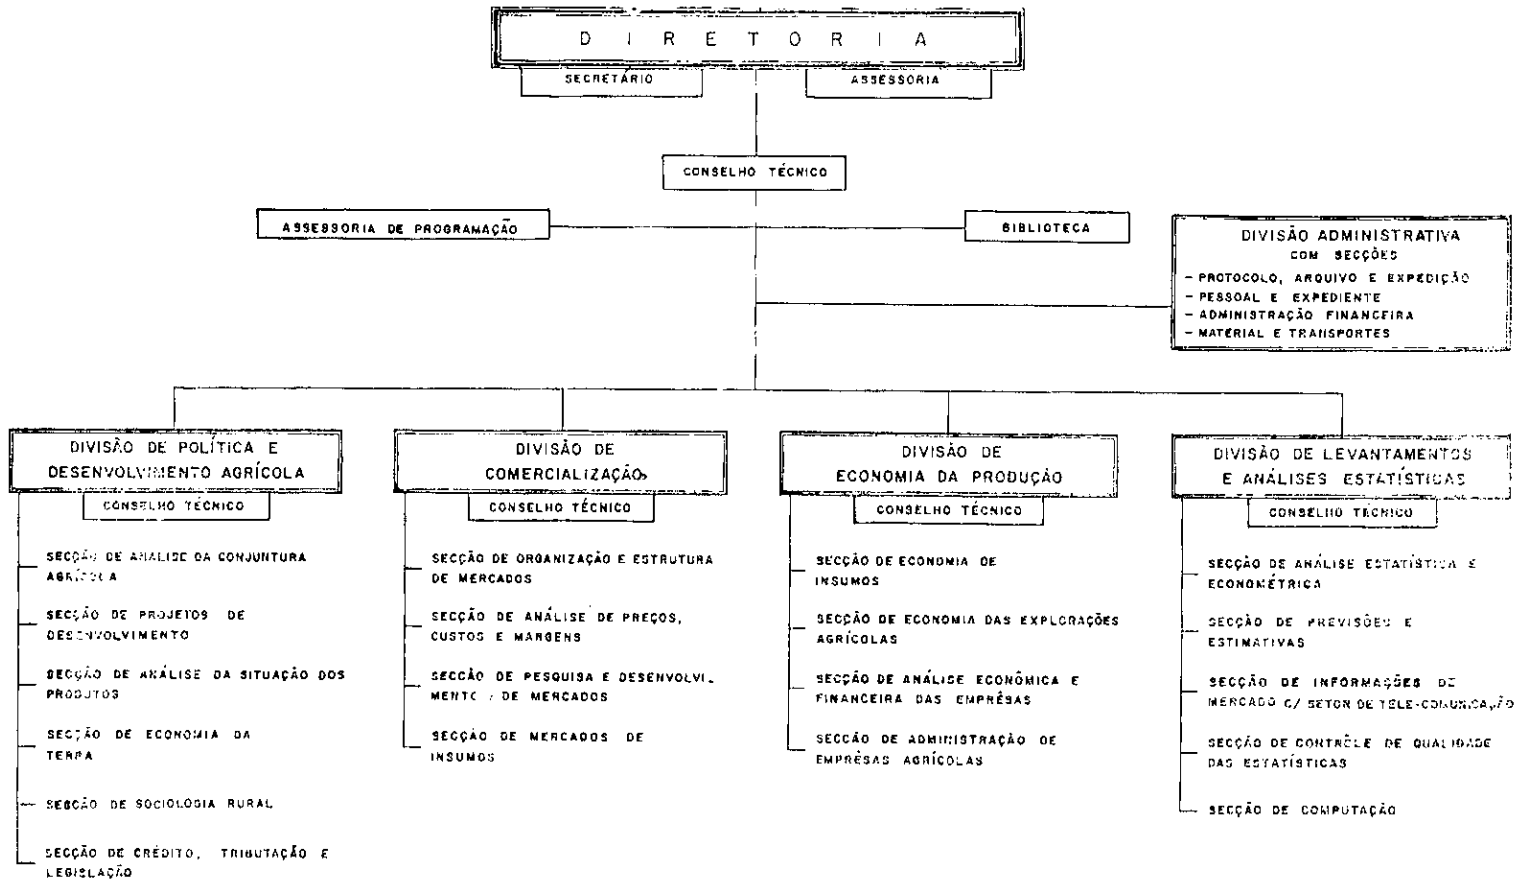 DIRETORIA
SECRETÁRIO
ASSESSORIA
CONSELHO TÉCNICO
ASSESSORIA DE PROGRAMAÇÃO
BIBLIOTECA
DIVISÃO ADMINISTRATIVA
COM SECÇÕES
- PROTOCOLO, ARQUIVO E EXPEDIÇÃO
- PESSOAL E EXPEDIENTE
- ADMINISTRAÇÃO FINANCEIRA
- MATERIAL E TRANSPORTES
DIVISÃO DE POLÍTICA E
DESENVOLVIMENTO AGRÍCOLA
CONSELHO TÉCNICO
SECÇÃO DE ANÁLISE DA CONJUNTURA
AGRÍCOLA
SECÇÃO DE PROJETOS DE
DESENVOLVIMENTO
SECÇÃO DE ANÁLISE DA SITUAÇÃO DOS
PRODUTOS
SECÇÃO DE ECONOMIA DA
TERRA
SECÇÃO DE SOCIOLOGIA RURAL
SECÇÃO DE CRÉDITO, TRIBUTAÇÃO E
LEGISLAÇÃO
DIVISÃO DE
COMERCIALIZAÇÃO
CONSELHO TÉCNICO
SECÇÃO DE ORGANIZAÇÃO E ESTRUTURA
DE MERCADOS
SECÇÃO DE ANÁLISE DE PREÇOS,
CUSTOS E MARGENS
SECÇÃO DE PESQUISA E DESENVOLVI-
MENTO / DE MERCADOS
SECÇÃO DE MERCADOS DE
INSUMOS
DIVISÃO DE
ECONOMIA DA PRODUÇÃO
CONSELHO TÉCNICO
SECÇÃO DE ECONOMIA DE
INSUMOS
SECÇÃO DE ECONOMIA DAS EXPLORAÇÕES
AGRÍCOLAS
SECÇÃO DE ANÁLISE ECONÔMICA E
FINANCEIRA DAS EMPRÊSAS
SECÇÃO DE ADMINISTRAÇÃO DE
EMPRÊSAS AGRÍCOLAS
DIVISÃO DE LEVANTAMENTOS
E ANÁLISES ESTATÍSTICAS
CONSELHO TÉCNICO
SECÇÃO DE ANÁLISE ESTATÍSTICA E
ECONOMÉTRICA
SECÇÃO DE PREVISÕES E
ESTIMATIVAS
SECÇÃO DE INFORMAÇÕES DE
MERCADO C/ SETOR DE TELE-COMUNICAÇÃO
SECÇÃO DE CONTRÔLE DE QUALIDADE
DAS ESTATÍSTICAS
SECÇÃO DE COMPUTAÇÃO